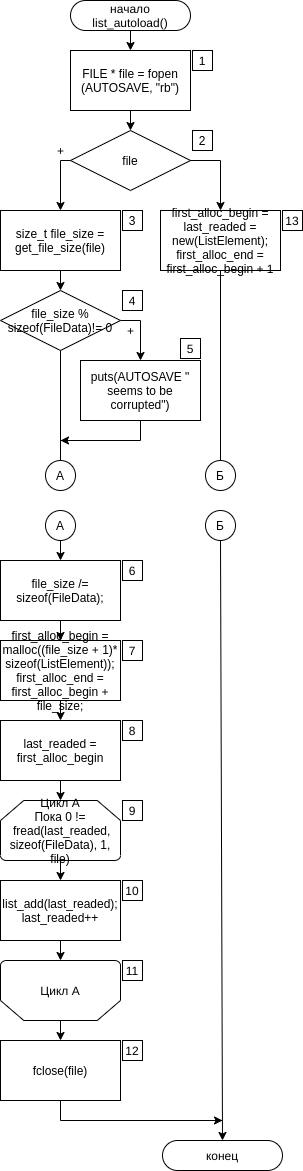 начало
list_autoload()
1
FILE * file = fopen
(AUTOSAVE, "rb")
2
file
+
3
size_t file_size =
get_file_size(file)
13
first_alloc_begin =
last_readed =
new(ListElement);
first_alloc_end =
first_alloc_begin + 1
4
file_size %
sizeof(FileData)!= 0
+
5
puts(AUTOSAVE "
seems to be
corrupted")
А
Б
А
Б
6
file_size /=
sizeof(FileData);
7
first_alloc_begin =
malloc((file_size + 1)*
sizeof(ListElement));
first_alloc_end =
first_alloc_begin +
file_size;
8
last_readed =
first_alloc_begin
9
Цикл А
Пока 0 !=
fread(last_readed,
sizeof(FileData), 1,
file)
10
list_add(last_readed);
last_readed++
11
Цикл А
12
fclose(file)
конец